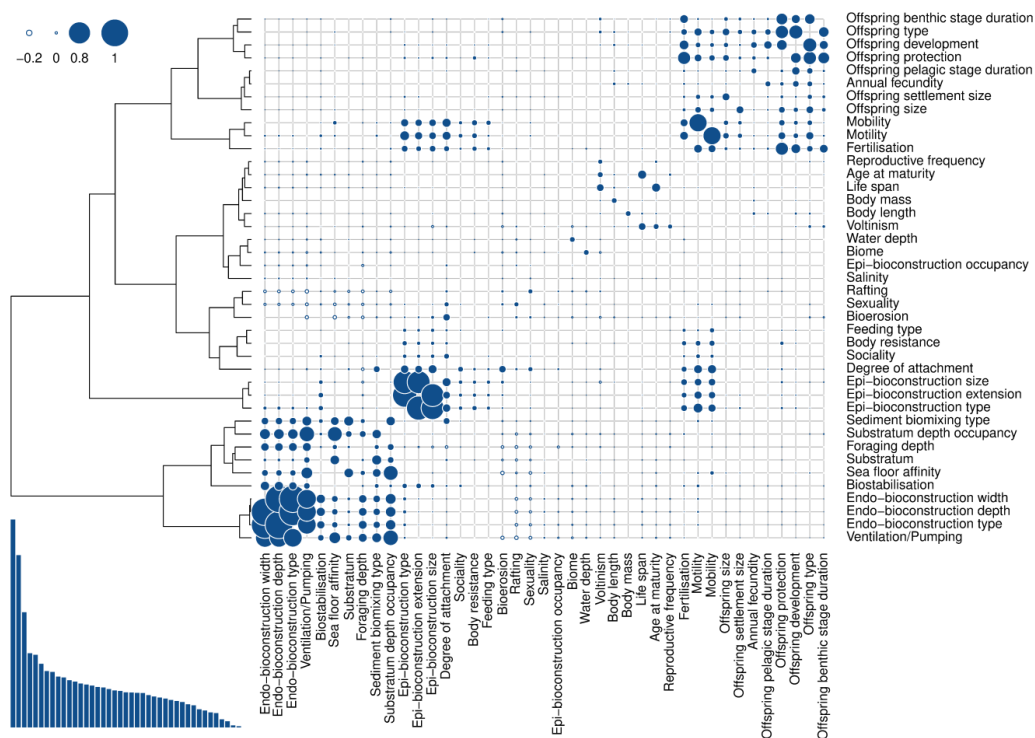 −0.2 0 0.8 1
Offspring benthic stage duration
Offspring type
Offspring development
Offspring protection
Offspring pelagic stage duration
Annual fecundity
Offspring settlement size
Offspring size
Mobility
Motility
Fertilisation
Reproductive frequency
Age at maturity
Life span
Body mass
Body length
Voltinism
Water depth
Biome
Epi−bioconstruction occupancy
Salinity
Rafting
Sexuality
Bioerosion
Feeding type
Body resistance
Sociality
Degree of attachment
Epi−bioconstruction size
Epi−bioconstruction extension
Epi−bioconstruction type
Sediment biomixing type
Substratum depth occupancy
Foraging depth
Substratum
Sea floor affinity
Biostabilisation
Endo−bioconstruction width
Endo−bioconstruction depth
Endo−bioconstruction type
Ventilation/Pumping
Endo−bioconstruction width
Endo−bioconstruction depth
Endo−bioconstruction type
Ventilation/Pumping
Biostabilisation
Sea floor affinity
Substratum
Foraging depth
Sediment biomixing type
Substratum depth occupancy
Epi−bioconstruction type
Epi−bioconstruction extension
Epi−bioconstruction size
Degree of attachment
Sociality
Body resistance
Feeding type
Bioerosion
Rafting
Sexuality
Salinity
Epi−bioconstruction occupancy
Biome
Water depth
Voltinism
Body length
Body mass
Life span
Age at maturity
Reproductive frequency
Fertilisation
Motility
Mobility
Offspring size
Offspring settlement size
Annual fecundity
Offspring pelagic stage duration
Offspring protection
Offspring development
Offspring type
Offspring benthic stage duration